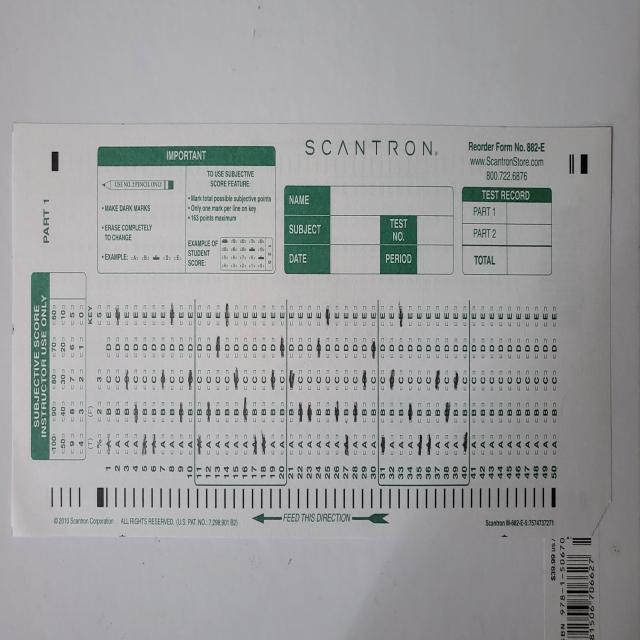 SCANTRON®
Reorder Form No. 882-E
www.ScantronStore.com
800.722.6876
PART 1
IMPORTANT
USE NO. 2 PENCIL ONLY
• MAKE DARK MARKS
• ERASE COMPLETELY
TO CHANGE
• EXAMPLE: A B D E
TO USE SUBJECTIVE
SCORE FEATURE:
• Mark total possible subjective points
• Only one mark per line on key
• 163 points maximum
EXAMPLE OF
STUDENT
SCORE:
NAME
SUBJECT
TEST
NO.
DATE
PERIOD
TEST RECORD
PART 1
PART 2
TOTAL
SUBJECTIVE SCORE
INSTRUCTOR USE ONLY
60 10 5 0 KEY
70 20 6 1
80 30 7 2
90 40 8 3 (F)
100 50 9 4 (T)
1 2 3 4 5 6 7 8 9 10 11 12 13 14 15 16 17 18 19 20 21 22 23 24 25 26 27 28 29 30 31 32 33 34 35 36 37 38 39 40 41 42 43 44 45 46 47 48 49 50
© 2010 Scantron Corporation ALL RIGHTS RESERVED. (U.S. PAT. NO.: 7,298,901 B2)
FEED THIS DIRECTION
Scantron M-882-E-5:7574737271
$39.99 US
978-1-50670
81506 706627